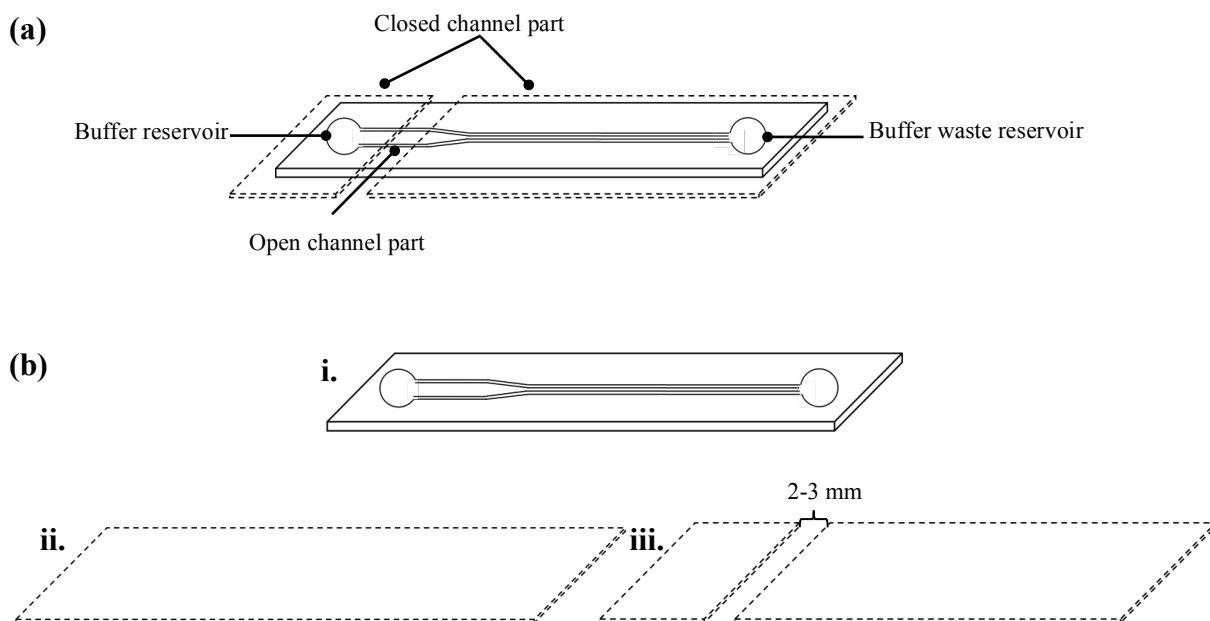 (a)
Closed channel part
Buffer reservoir
Buffer waste reservoir
Open channel part
(b)
i.
2-3 mm
ii.
iii.